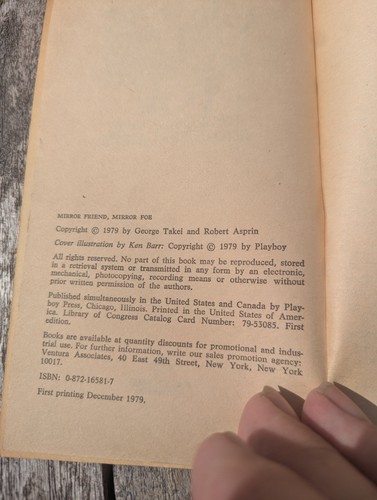 MIRROR FRIEND, MIRROR FOE
Copyright © 1979 by George Takei and Robert Asprin
Cover illustration by Ken Barr: Copyright © 1979 by Playboy
All rights reserved. No part of this book may be reproduced, stored
in a retrieval system or transmitted in any form by an electronic,
mechanical, photocopying, recording means or otherwise without
prior written permission of the authors.
Published simultaneously in the United States and Canada by Play-
boy Press, Chicago, Illinois. Printed in the United States of Amer-
ica. Library of Congress Catalog Card Number: 79-53085. First
edition.
Books are available at quantity discounts for promotional and indus-
trial use. For further information, write our sales promotion agency:
Ventura Associates, 40 East 49th Street, New York, New York
10017.
ISBN: 0-872-16581-7
First printing December 1979.